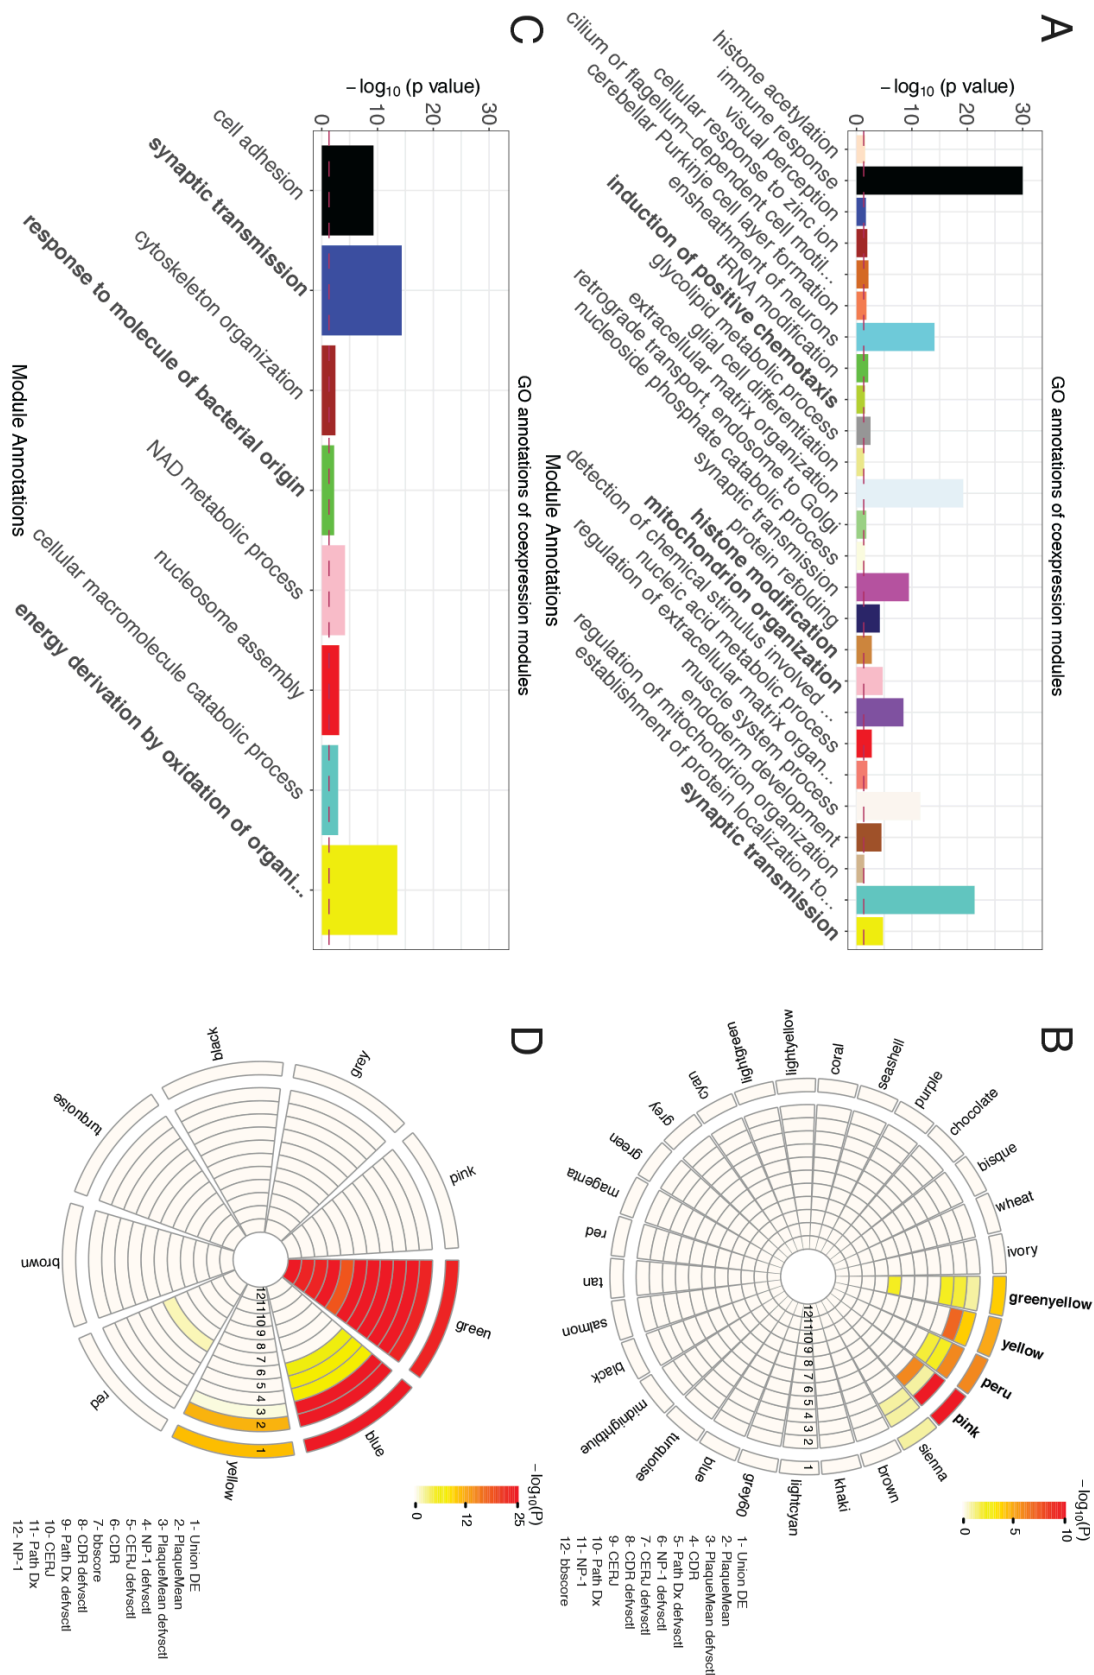 A
GO annotations of coexpression modules
−log10 (p value)
0
10
20
30
histone acetylation
immune response
visual perception
cellular response to zinc ion
cilium or flagellum−dependent cell motil...
cerebellar Purkinje cell layer formation
ensheathment of neurons
tRNA modification
induction of positive chemotaxis
glycolipid metabolic process
glial cell differentiation
extracellular matrix organization
retrograde transport, endosome to Golgi
nucleoside phosphate catabolic process
synaptic transmission
protein refolding
histone modification
mitochondrion organization
detection of chemical stimulus involved ...
nucleic acid metabolic process
regulation of extracellular matrix organ...
muscle system process
endoderm development
regulation of mitochondrion organization
establishment of protein localization to...
synaptic transmission
Module Annotations
B
lightyellow
coral
seashell
purple
chocolate
bisque
wheat
ivory
greenyellow
yellow
peru
pink
sienna
brown
khaki
lightcyan
grey60
blue
turquoise
midnightblue
black
salmon
tan
red
magenta
green
grey
cyan
lightgreen
12 11 10 9 8 7 6 5 4 3 2 1
−log10(P)
0
5
10
1- Union DE
2- PlaqueMean
3- PlaqueMean defvsctl
4- CDR
5- Path Dx defvsctl
6- NP-1 defvsctl
7- CERJ defvsctl
8- CDR defvsctl
9- CERJ
10- Path Dx
11- NP-1
12- bbscore
C
GO annotations of coexpression modules
−log10 (p value)
0
10
20
30
cell adhesion
synaptic transmission
cytoskeleton organization
response to molecule of bacterial origin
NAD metabolic process
nucleosome assembly
cellular macromolecule catabolic process
energy derivation by oxidation of organi...
Module Annotations
D
black
grey
pink
green
blue
yellow
red
brown
turquoise
12 11 10 9 8 7 6 5 4 3 2 1
−log10(P)
0
12
25
1- Union DE
2- PlaqueMean
3- PlaqueMean defvsctl
4- NP-1 defvsctl
5- CERJ defvsctl
6- CDR
7- bbscore
8- CDR defvsctl
9- Path Dx defvsctl
10- CERJ
11- Path Dx
12- NP-1